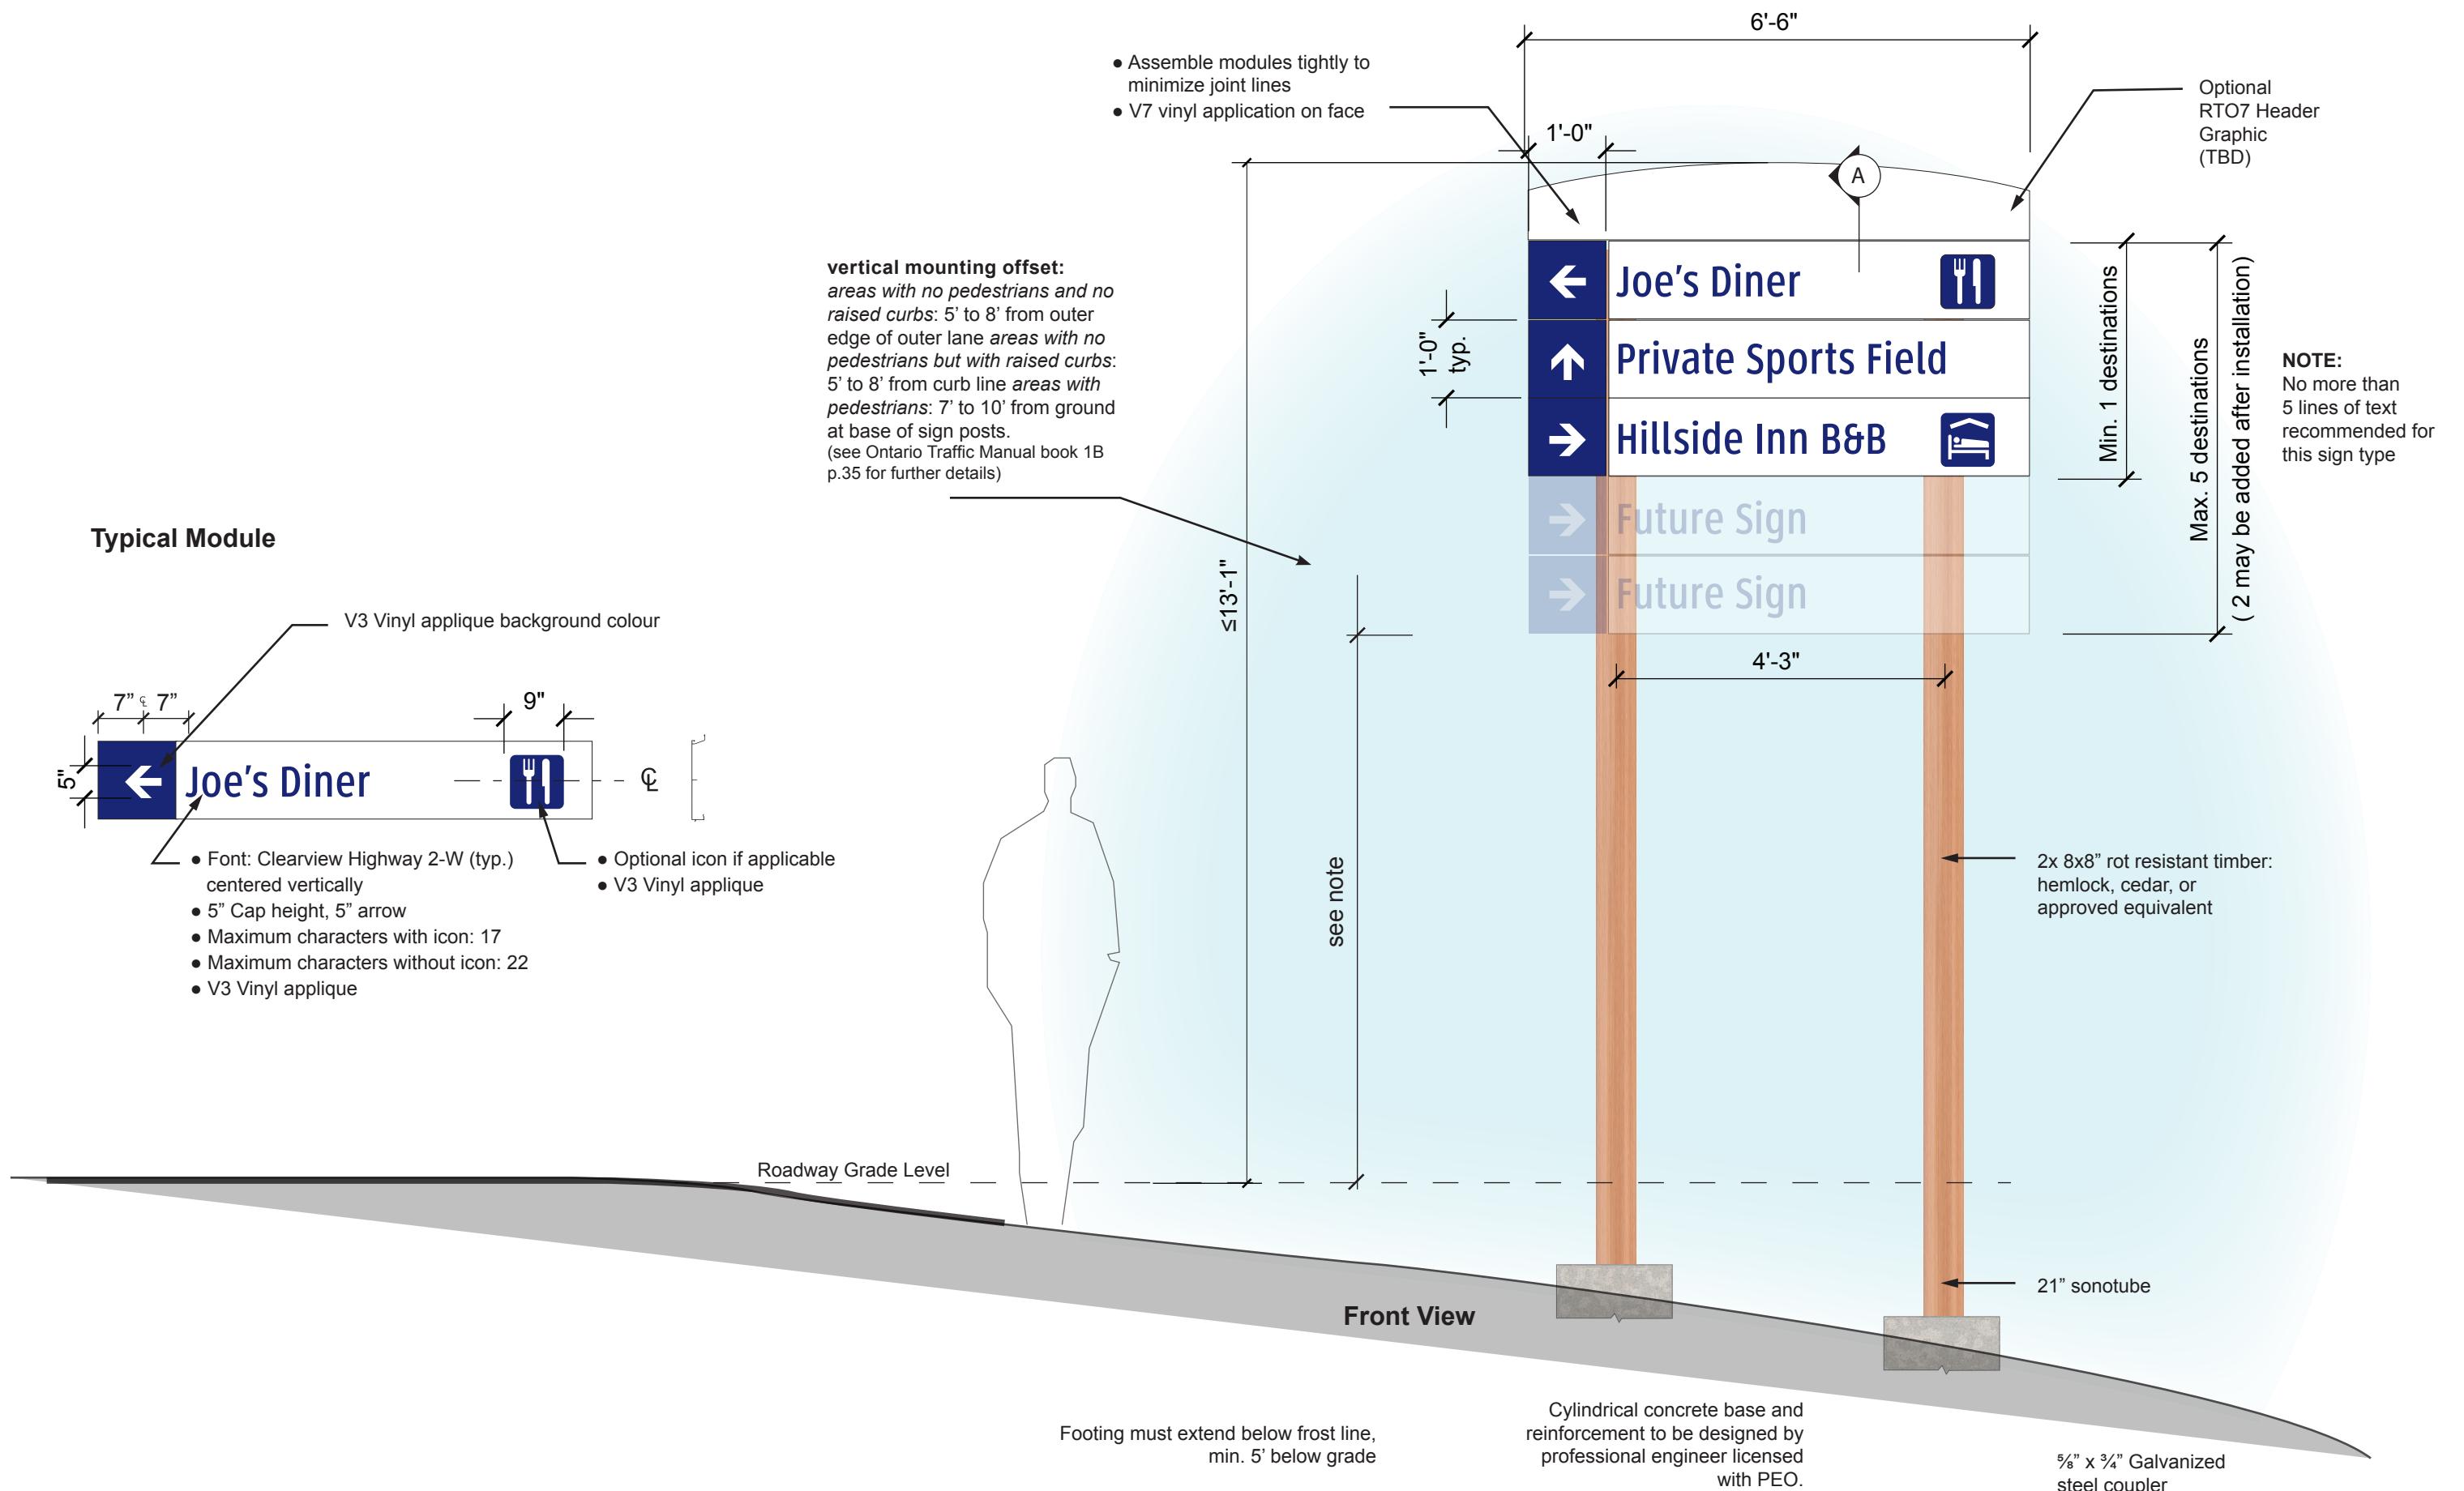 6'-6"
● Assemble modules tightly to
minimize joint lines
● V7 vinyl application on face
Optional
RTO7 Header
Graphic
(TBD)
1'-0"
A
vertical mounting offset:
areas with no pedestrians and no
raised curbs: 5’ to 8’ from outer
edge of outer lane areas with no
pedestrians but with raised curbs:
5’ to 8’ from curb line areas with
pedestrians: 7’ to 10’ from ground
at base of sign posts.
(see Ontario Traffic Manual book 1B
p.35 for further details)
≤13'-1"
1'-0"
typ.
Joe's Diner
Private Sports Field
Hillside Inn B&B
Future Sign
Future Sign
Min. 1 destinations
Max. 5 destinations
( 2 may be added after installation)
NOTE:
No more than
5 lines of text
recommended for
this sign type
4'-3"
see note
Typical Module
V3 Vinyl applique background colour
7” ℄ 7”
9"
5"
Joe's Diner
℄
● Font: Clearview Highway 2-W (typ.)
centered vertically
● 5” Cap height, 5” arrow
● Maximum characters with icon: 17
● Maximum characters without icon: 22
● V3 Vinyl applique
● Optional icon if applicable
● V3 Vinyl applique
2x 8x8” rot resistant timber:
hemlock, cedar, or
approved equivalent
Roadway Grade Level
21” sonotube
Front View
Footing must extend below frost line,
min. 5’ below grade
Cylindrical concrete base and
reinforcement to be designed by
professional engineer licensed
with PEO.
⅝” x ¾” Galvanized
steel coupler